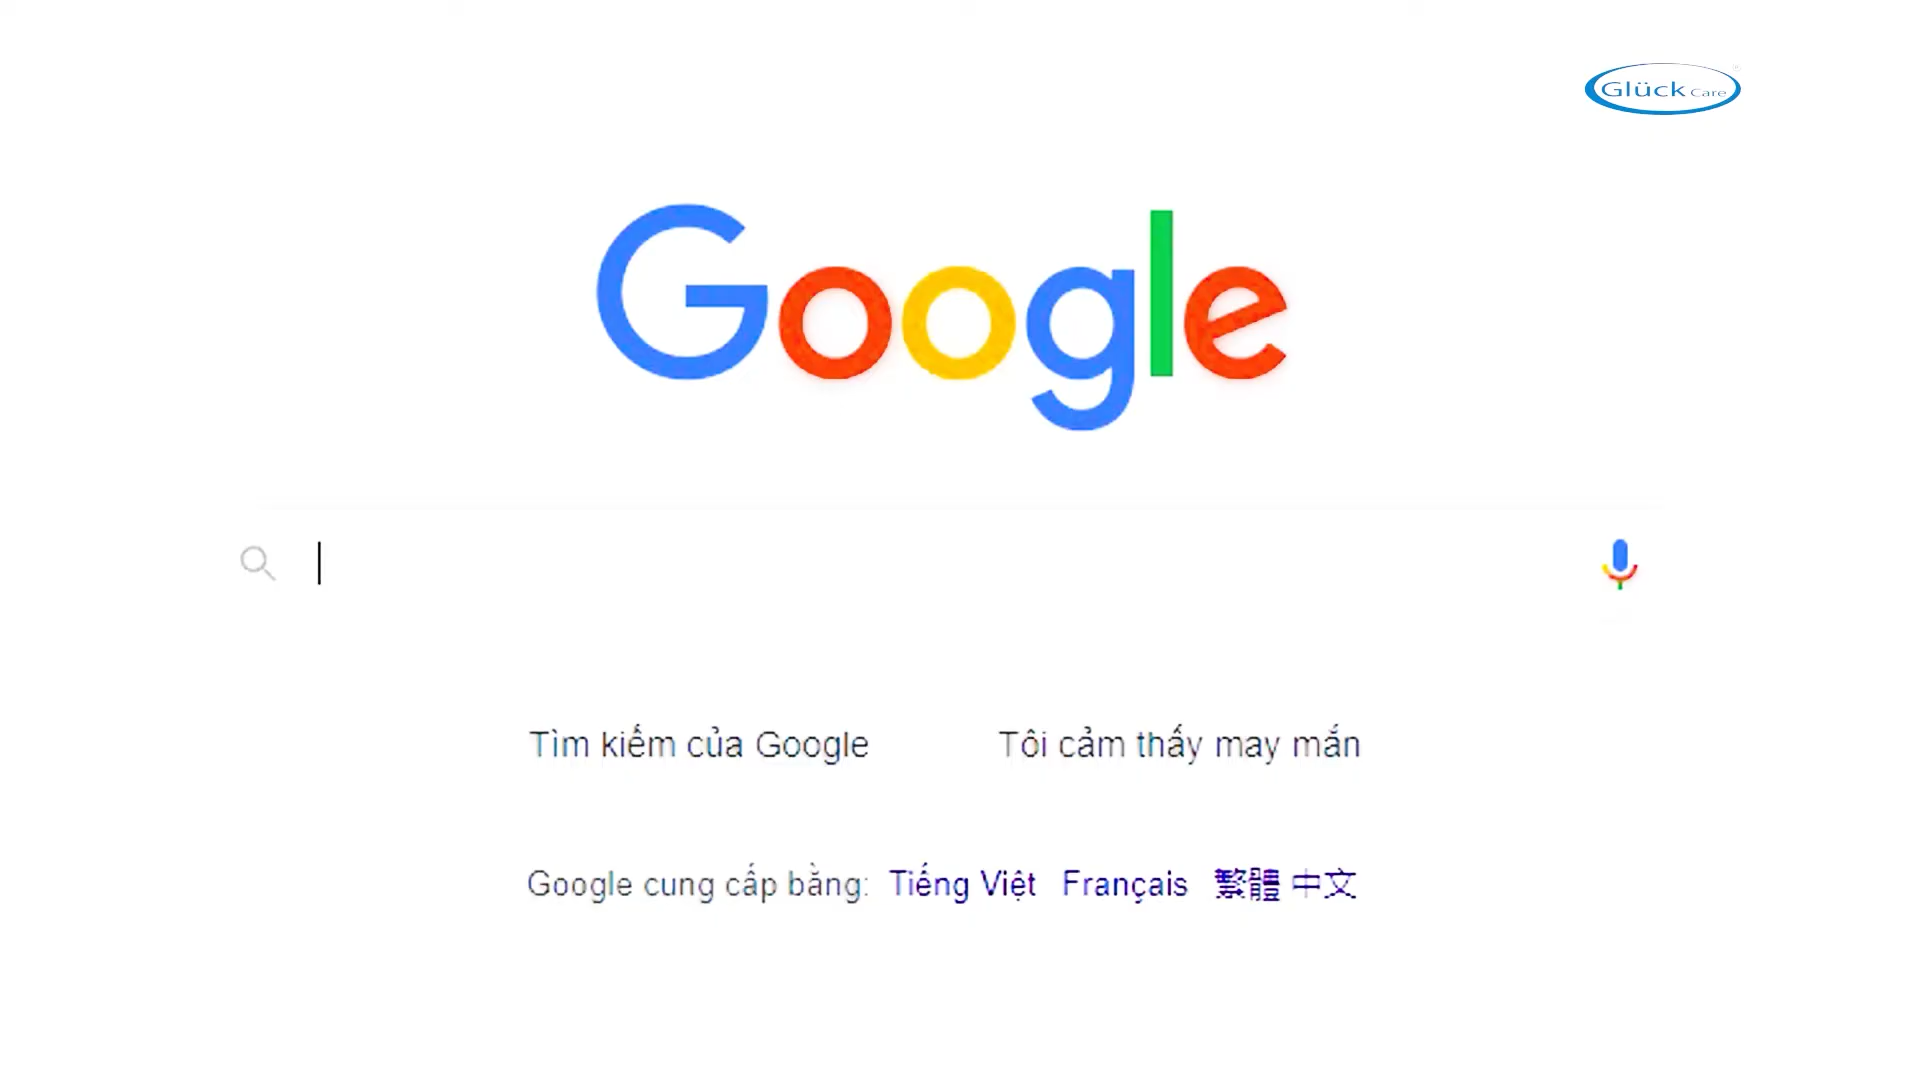 Glück Care
Google
Tìm kiếm của Google
Tôi cảm thấy may mắn
Google cung cấp bằng: Tiếng Việt Français 繁體中文